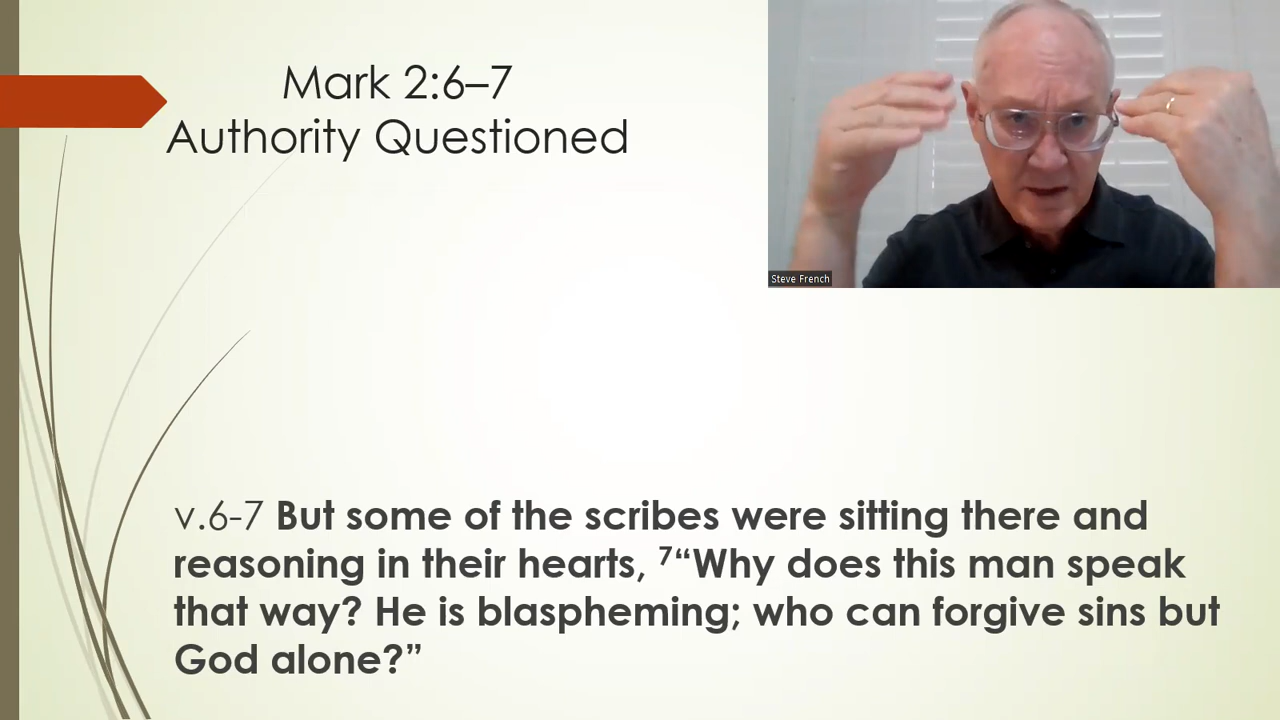 Mark 2:6–7
Authority Questioned
Steve French
v.6-7 But some of the scribes were sitting there and
reasoning in their hearts, ⁷“Why does this man speak
that way? He is blaspheming; who can forgive sins but
God alone?”